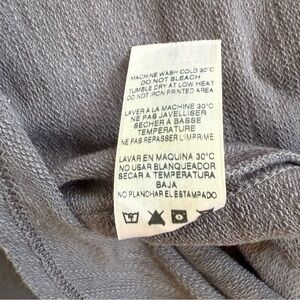 MACHINE WASH COLD 30°C
DO NOT BLEACH
TUMBLE DRY AT LOW HEAT
DO NOT IRON PRINTED AREA
LAVER A LA MACHINE 30°C
NE PAS JAVELLISER
SECHER A BASSE
TEMPERATURE
NE PAS REPASSER L'IMPRIME
LAVAR EN MAQUINA 30°C
NO USAR BLANQUEADOR
SECAR A TEMPERATURA
BAJA
NO PLANCHAR EL ESTAMPADO